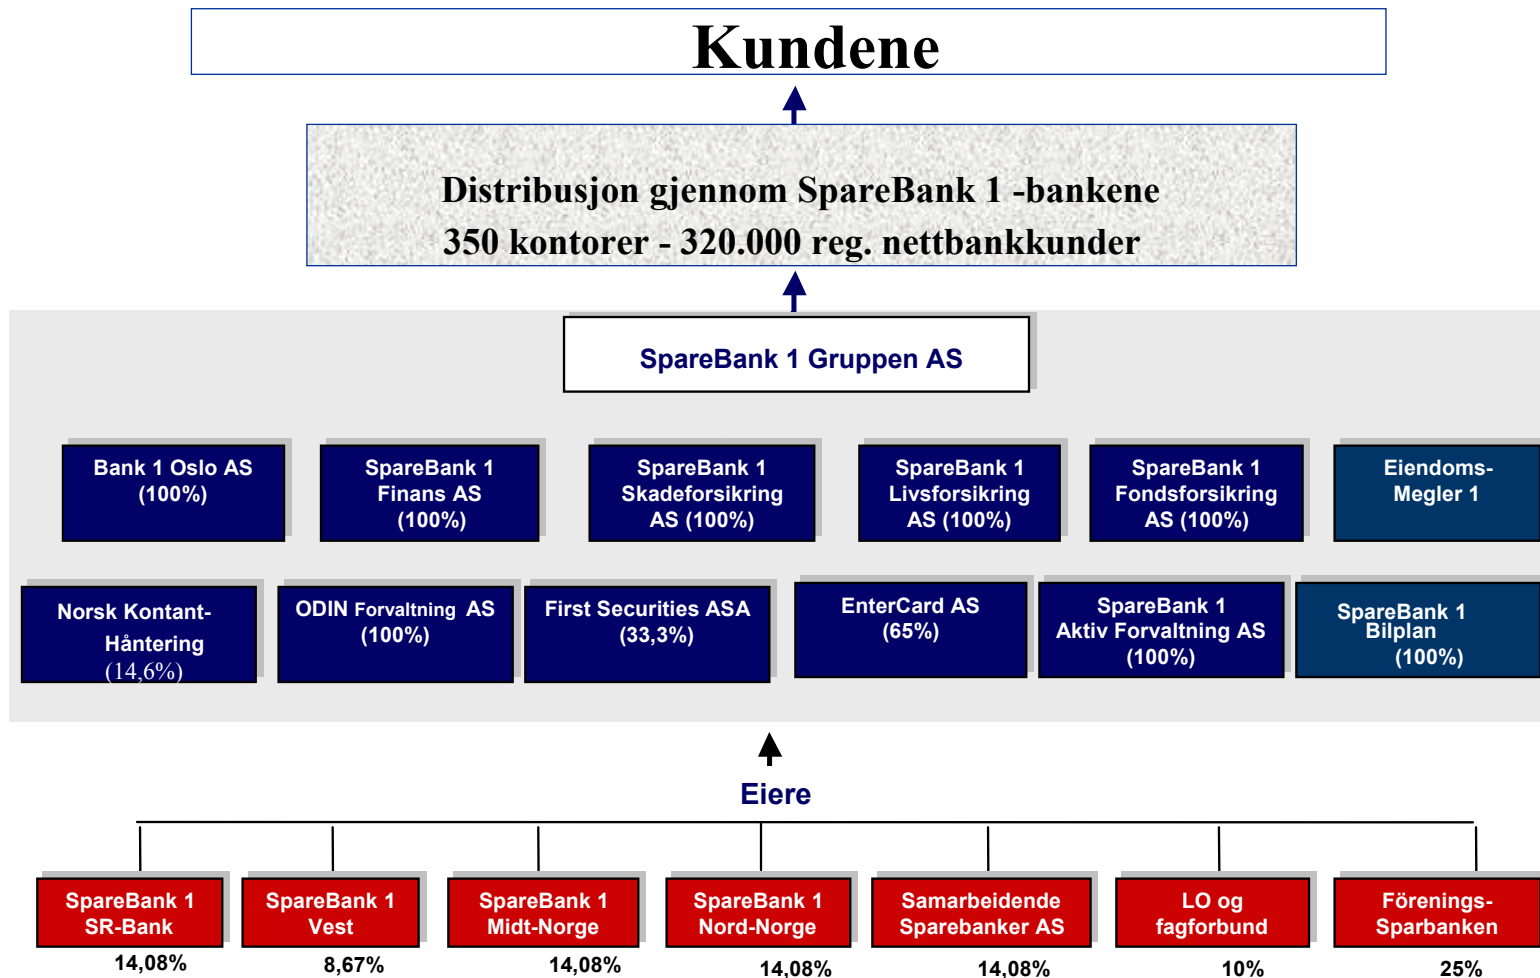 Kundene
Distribusjon gjennom SpareBank 1 -bankene
350 kontorer - 320.000 reg. nettbankkunder
SpareBank 1 Gruppen AS
Bank 1 Oslo AS
(100%)
SpareBank 1
Finans AS
(100%)
SpareBank 1
Skadeforsikring
AS (100%)
SpareBank 1
Livsforsikring
AS (100%)
SpareBank 1
Fondsforsikring
AS (100%)
Eiendoms-
Megler 1
Norsk Kontant-
Håntering
(14,6%)
ODIN Forvaltning AS
(100%)
First Securities ASA
(33,3%)
EnterCard AS
(65%)
SpareBank 1
Aktiv Forvaltning AS
(100%)
SpareBank 1
Bilplan
(100%)
Eiere
SpareBank 1
SR-Bank
14,08%
SpareBank 1
Vest
8,67%
SpareBank 1
Midt-Norge
14,08%
SpareBank 1
Nord-Norge
14,08%
Samarbeidende
Sparebanker AS
14,08%
LO og
fagforbund
10%
Förenings-
Sparbanken
25%